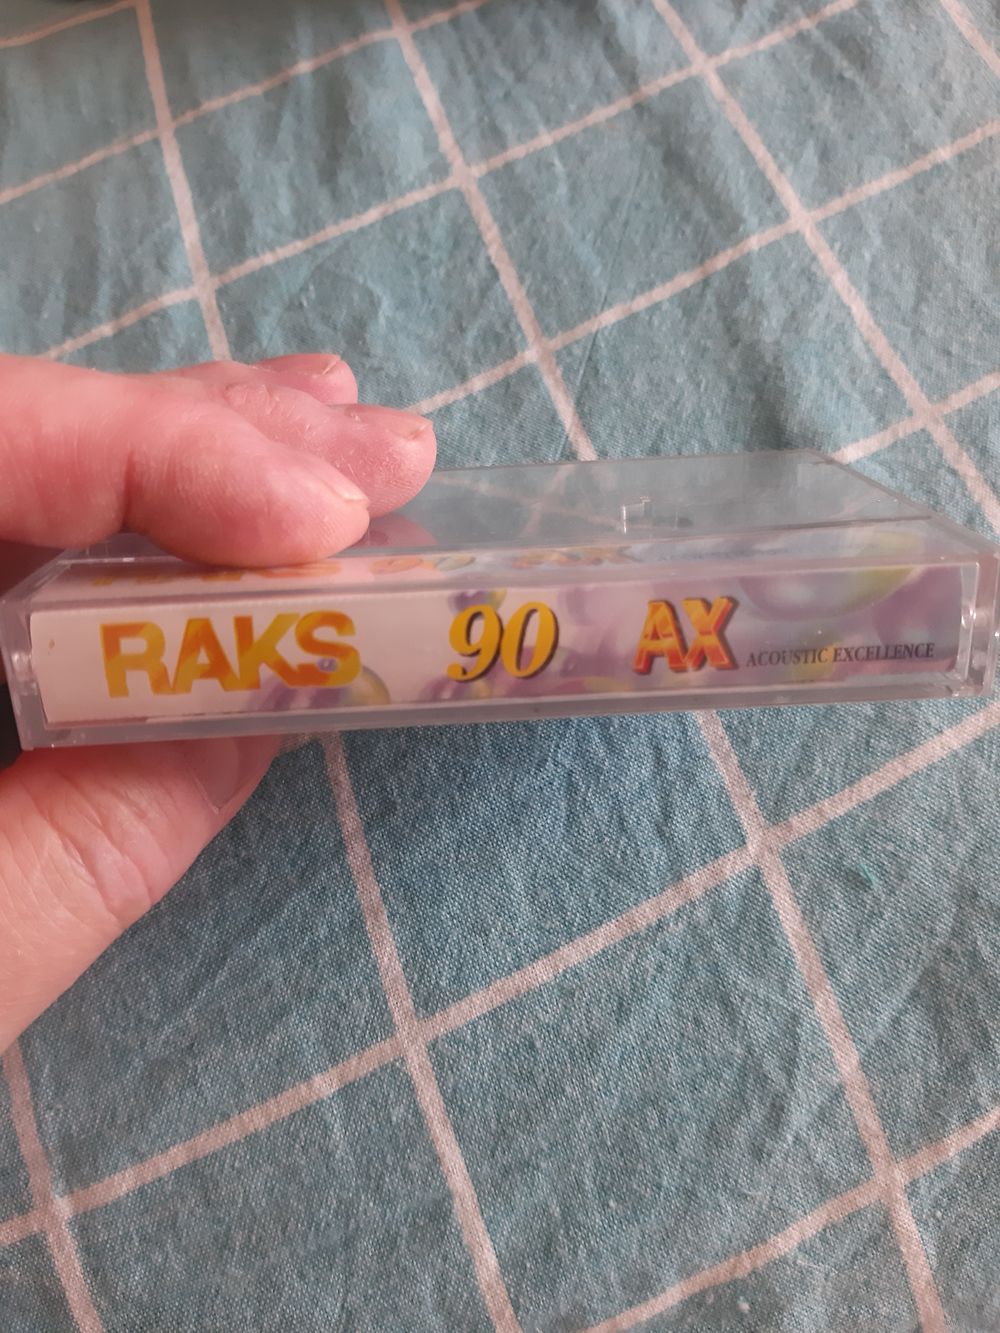 RAKS 90 AX ACOUSTIC EXCELLENCE